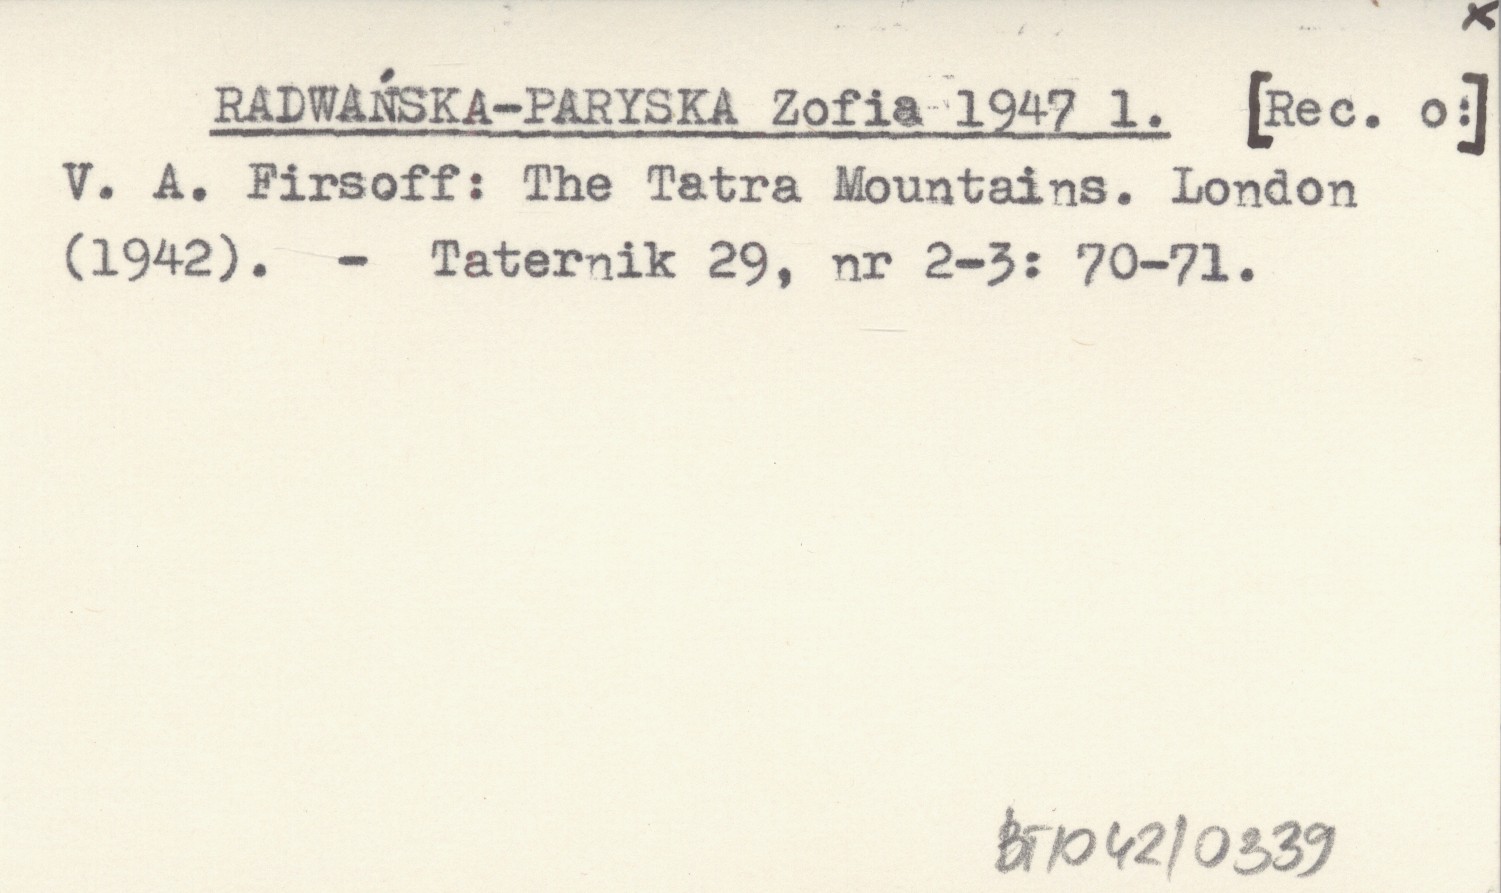 x
RADWAŃSKA-PARYSKA Zofia 1947 l. [Rec. o:]
V. A. Firsoff: The Tatra Mountains. London
(1942). - Taternik 29, nr 2-3: 70-71.
042/0339